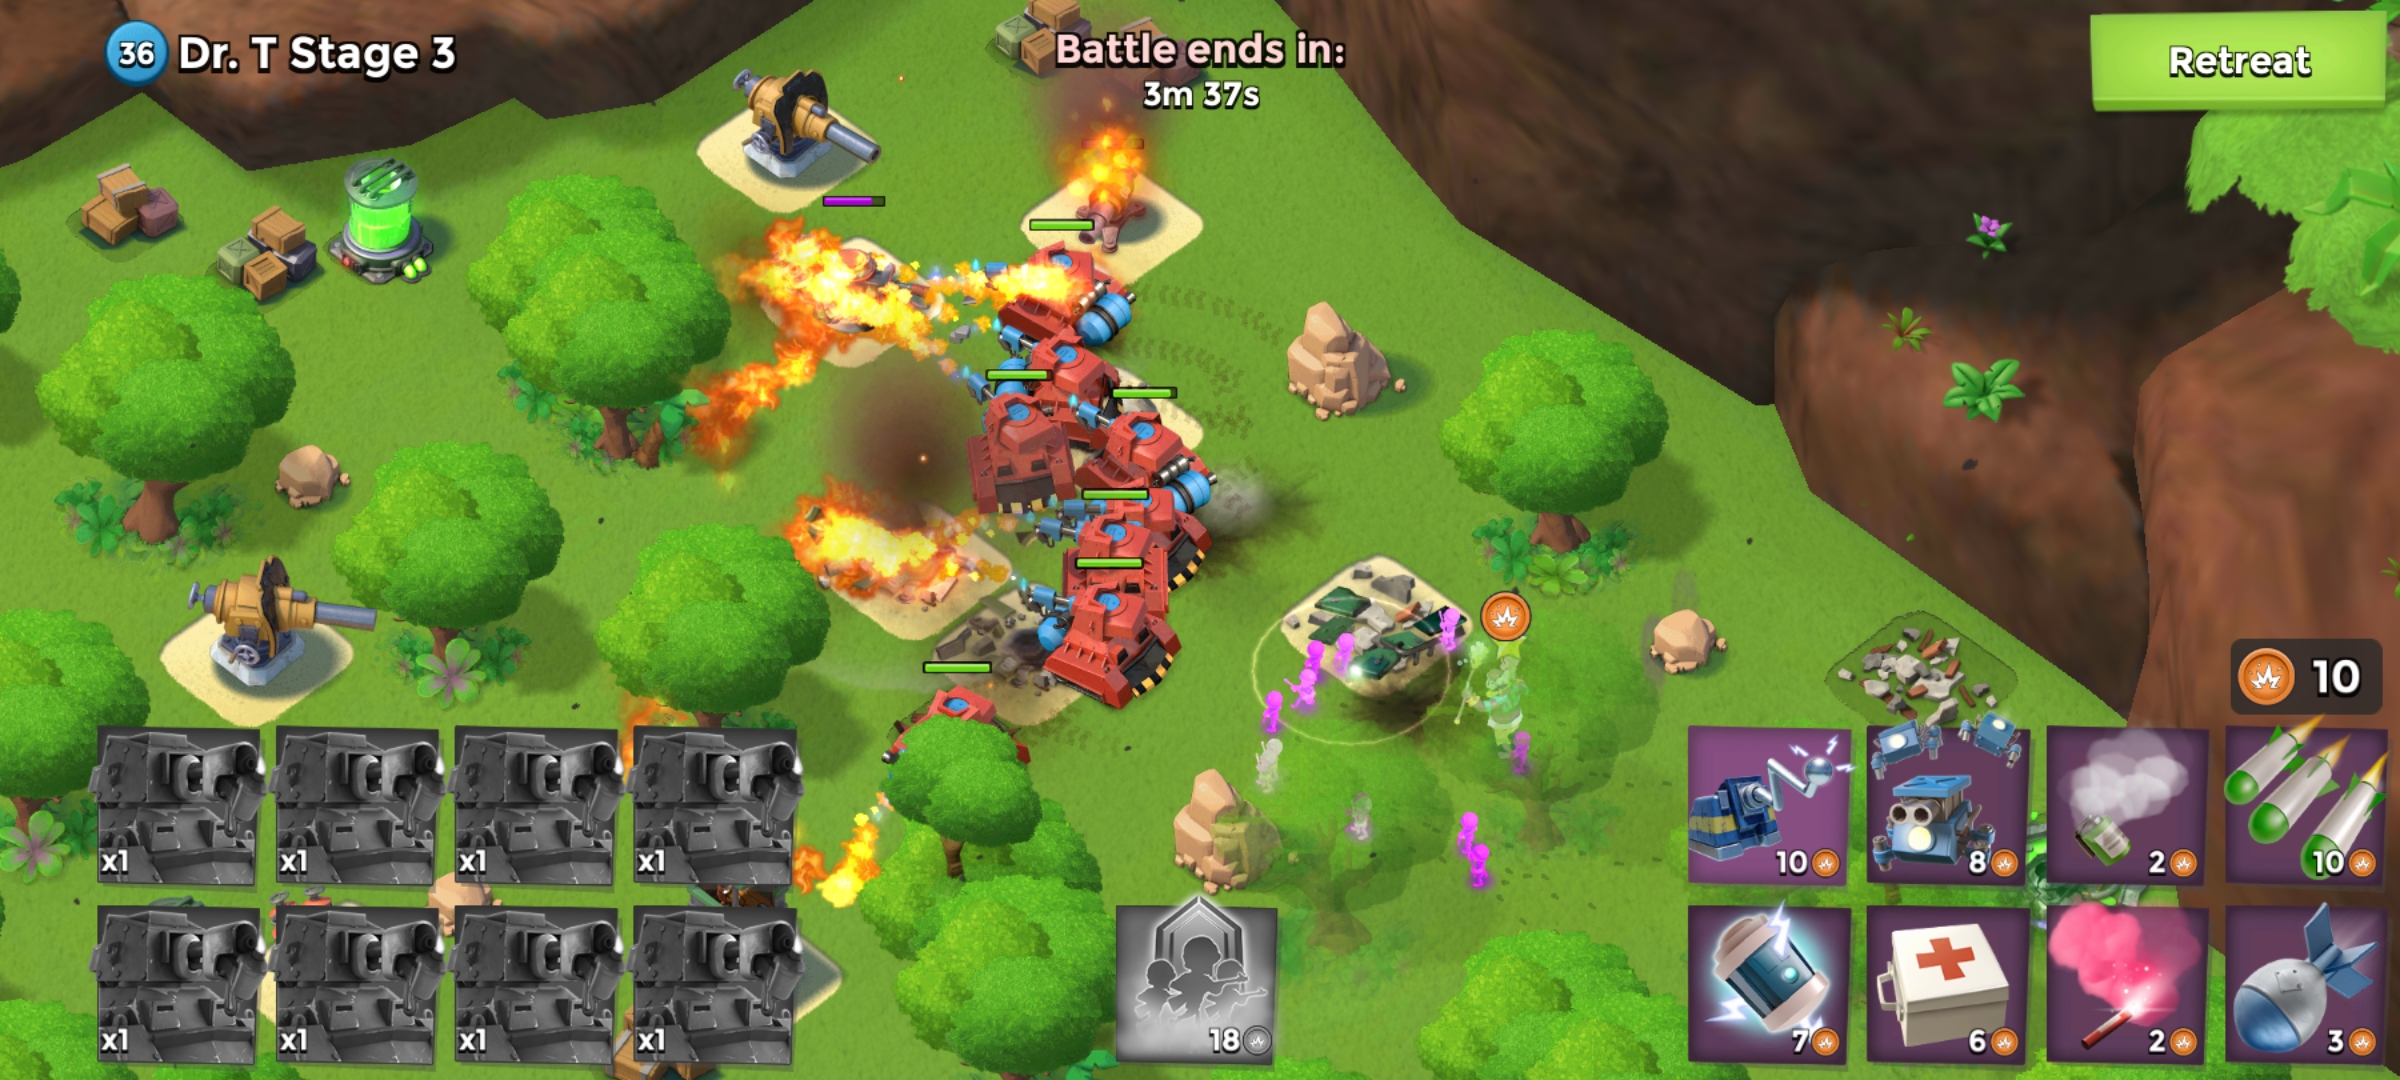 36 Dr. T Stage 3
Battle ends in:
3m 37s
Retreat
10
x1 x1 x1 x1
10 8 2 10
x1 x1 x1 x1
18
7 6 2 3